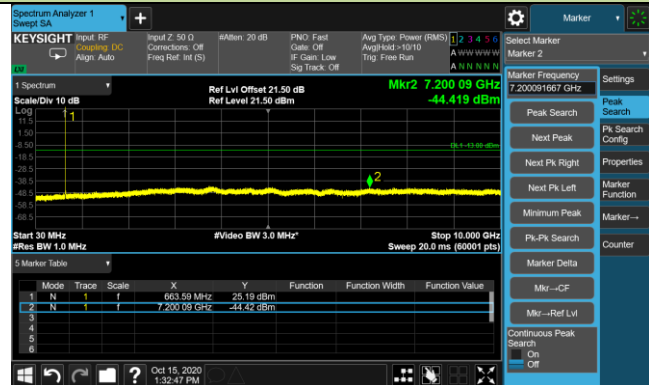 Spectrum Analyzer 1
Swept SA
Marker
KEYSIGHT
Input: RF
Coupling: DC
Align: Auto
Input Z: 50 Ω
Corrections: Off
Freq Ref: Int (S)
#Atten: 20 dB
PNO: Fast
Gate: Off
IF Gain: Low
Sig Track: Off
Avg Type: Power (RMS)
Avg|Hold:>10/10
Trig: Free Run
1 2 3 4 5 6
A W W W W W
A N N N N N
Select Marker
Marker 2
1 Spectrum
Scale/Div 10 dB
Log
Ref Lvl Offset 21.50 dB
Ref Level 21.50 dBm
Mkr2 7.200 09 GHz
-44.419 dBm
11.5
1.50
-8.50
-18.5
-28.5
-38.5
-48.5
-58.5
-68.5
1
2
DL1 -13.00 dBm
Start 30 MHz
#Res BW 1.0 MHz
#Video BW 3.0 MHz*
Stop 10.000 GHz
Sweep 20.0 ms (60001 pts)
5 Marker Table
Mode Trace Scale X Y Function Function Width Function Value
1 N 1 f 663.59 MHz 25.19 dBm
2 N 1 f 7.200 09 GHz -44.42 dBm
3
4
5
6
Marker Frequency
7.200091667 GHz
Peak Search
Next Peak
Next Pk Right
Next Pk Left
Minimum Peak
Pk-Pk Search
Marker Delta
Mkr→CF
Mkr→Ref Lvl
Continuous Peak
Search
On
Off
Settings
Peak
Search
Pk Search
Config
Properties
Marker
Function
Marker→
Counter
Oct 15, 2020
1:32:47 PM